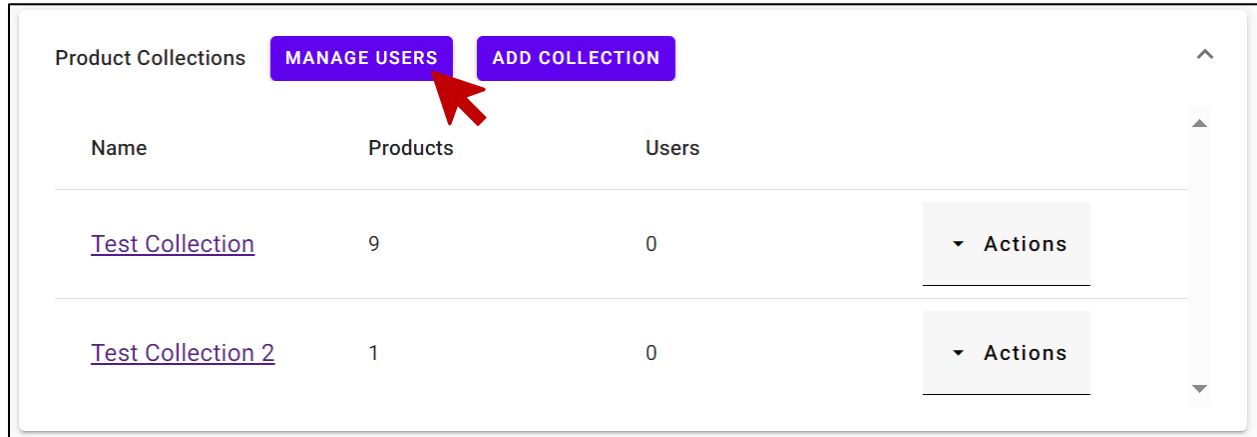 Product Collections MANAGE USERS ADD COLLECTION
Name Products Users
Test Collection 9 0 Actions
Test Collection 2 1 0 Actions